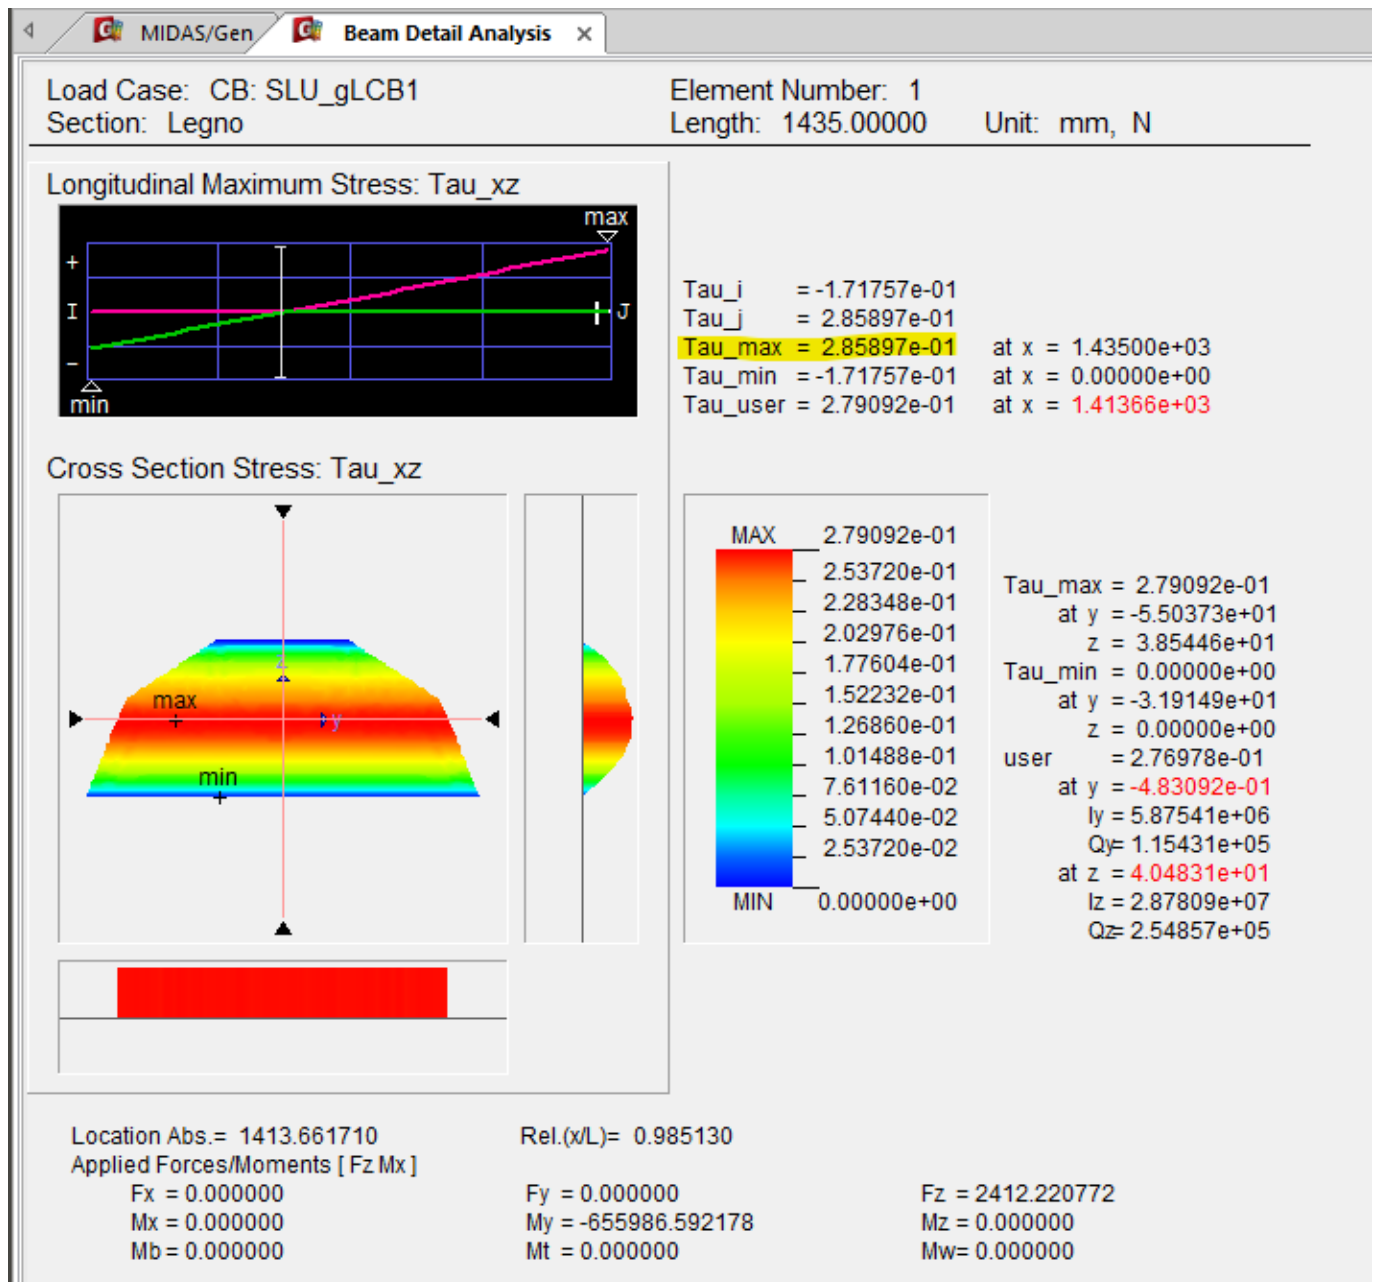 MIDAS/Gen Beam Detail Analysis ×
Load Case: CB: SLU_gLCB1 Element Number: 1
Section: Legno Length: 1435.00000 Unit: mm, N
Longitudinal Maximum Stress: Tau_xz
max
+
I J
-
min
Tau_i =-1.71757e-01
Tau_j = 2.85897e-01
Tau_max = 2.85897e-01 at x = 1.43500e+03
Tau_min =-1.71757e-01 at x = 0.00000e+00
Tau_user = 2.79092e-01 at x = 1.41366e+03
Cross Section Stress: Tau_xz
z
max
y
min
MAX 2.79092e-01
2.53720e-01
2.28348e-01
2.02976e-01
1.77604e-01
1.52232e-01
1.26860e-01
1.01488e-01
7.61160e-02
5.07440e-02
2.53720e-02
MIN 0.00000e+00
Tau_max = 2.79092e-01
at y =-5.50373e+01
z = 3.85446e+01
Tau_min = 0.00000e+00
at y =-3.19149e+01
z = 0.00000e+00
user =2.76978e-01
at y =-4.83092e-01
Iy = 5.87541e+06
Qy= 1.15431e+05
at z = 4.04831e+01
Iz = 2.87809e+07
Qz= 2.54857e+05
Location Abs.= 1413.661710 Rel.(x/L)= 0.985130
Applied Forces/Moments [ Fz Mx ]
Fx = 0.000000 Fy = 0.000000 Fz = 2412.220772
Mx = 0.000000 My = -655986.592178 Mz = 0.000000
Mb = 0.000000 Mt = 0.000000 Mw= 0.000000